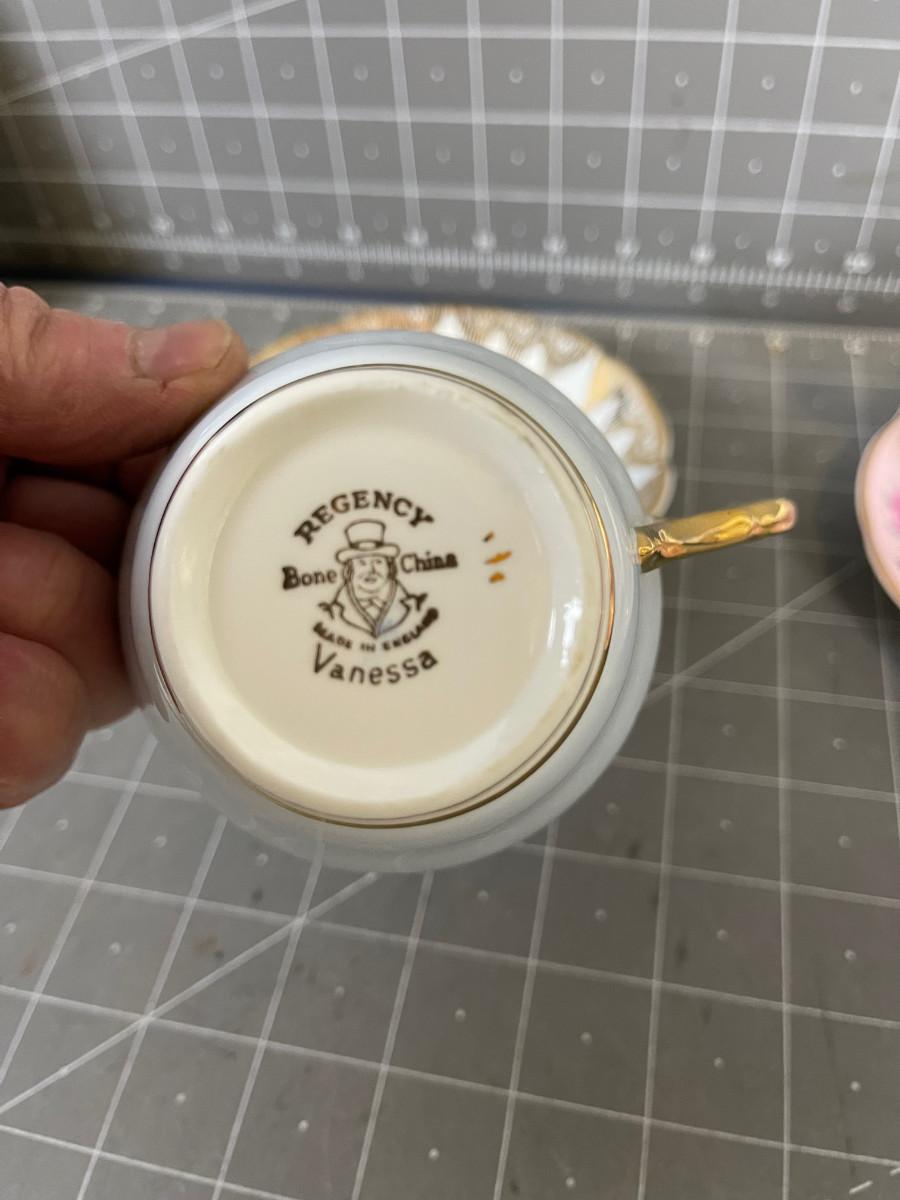 REGENCY
Bone China
MADE IN ENGLAND
Vanessa